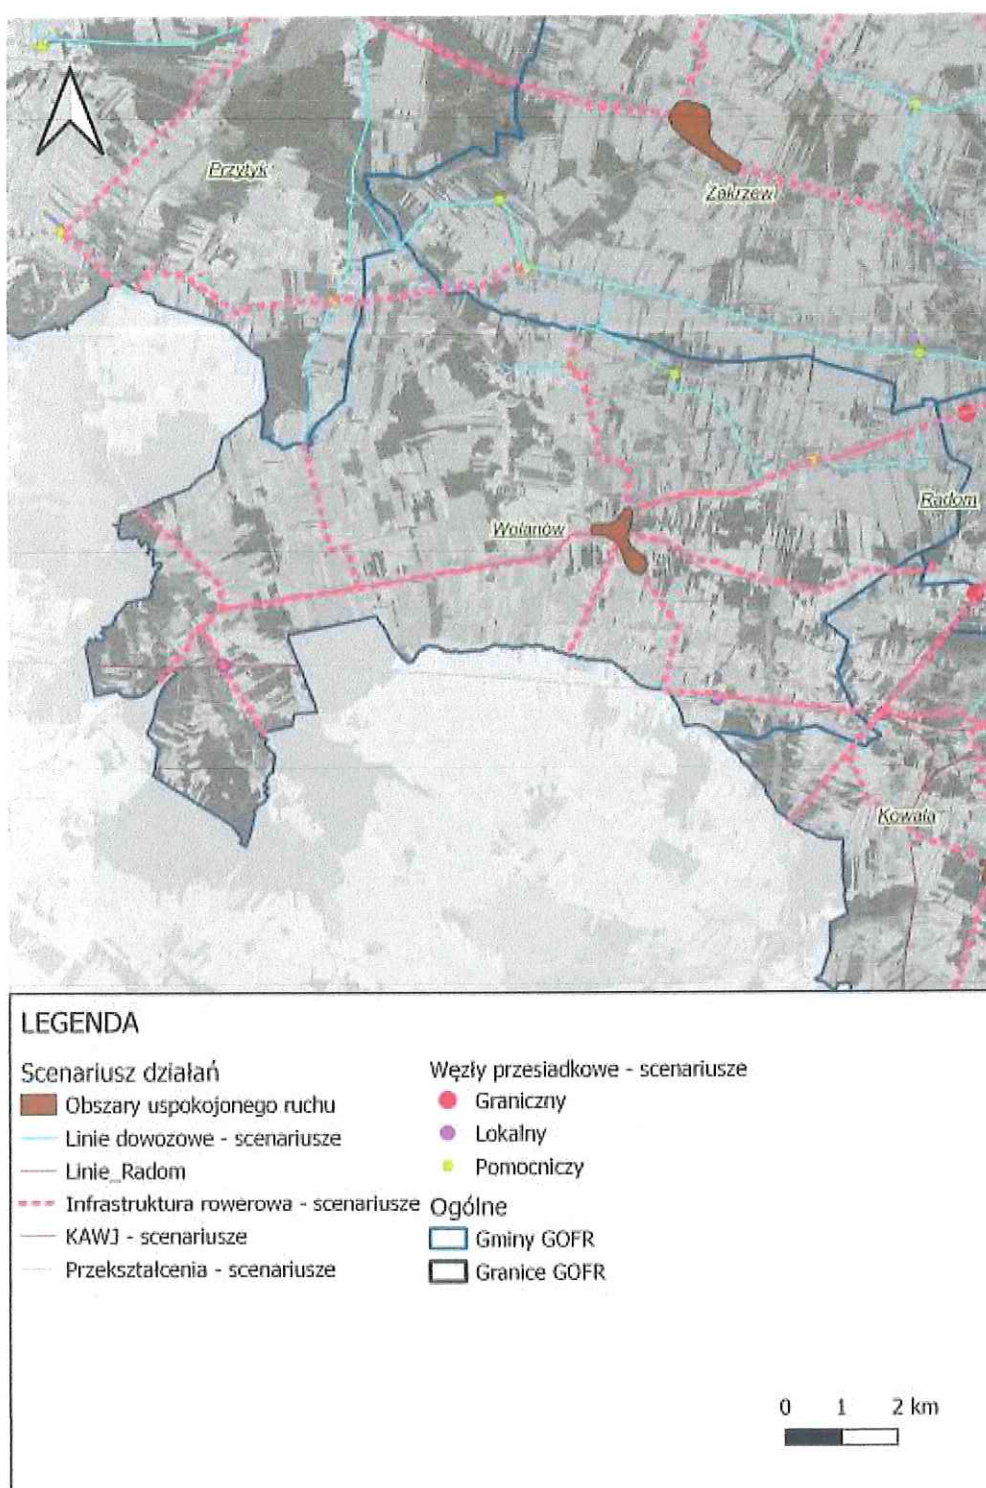 Przytyk
Zakrzew
Wolanów
Radom
Kowala
LEGENDA
Scenariusz działań
Obszary uspokojonego ruchu
Linie dowozowe - scenariusze
Linie_Radom
Infrastruktura rowerowa - scenariusze
KAWJ - scenariusze
Przekształcenia - scenariusze
Węzły przesiadkowe - scenariusze
Graniczny
Lokalny
Pomocniczy
Ogólne
Gminy GOFR
Granice GOFR
0 1 2 km